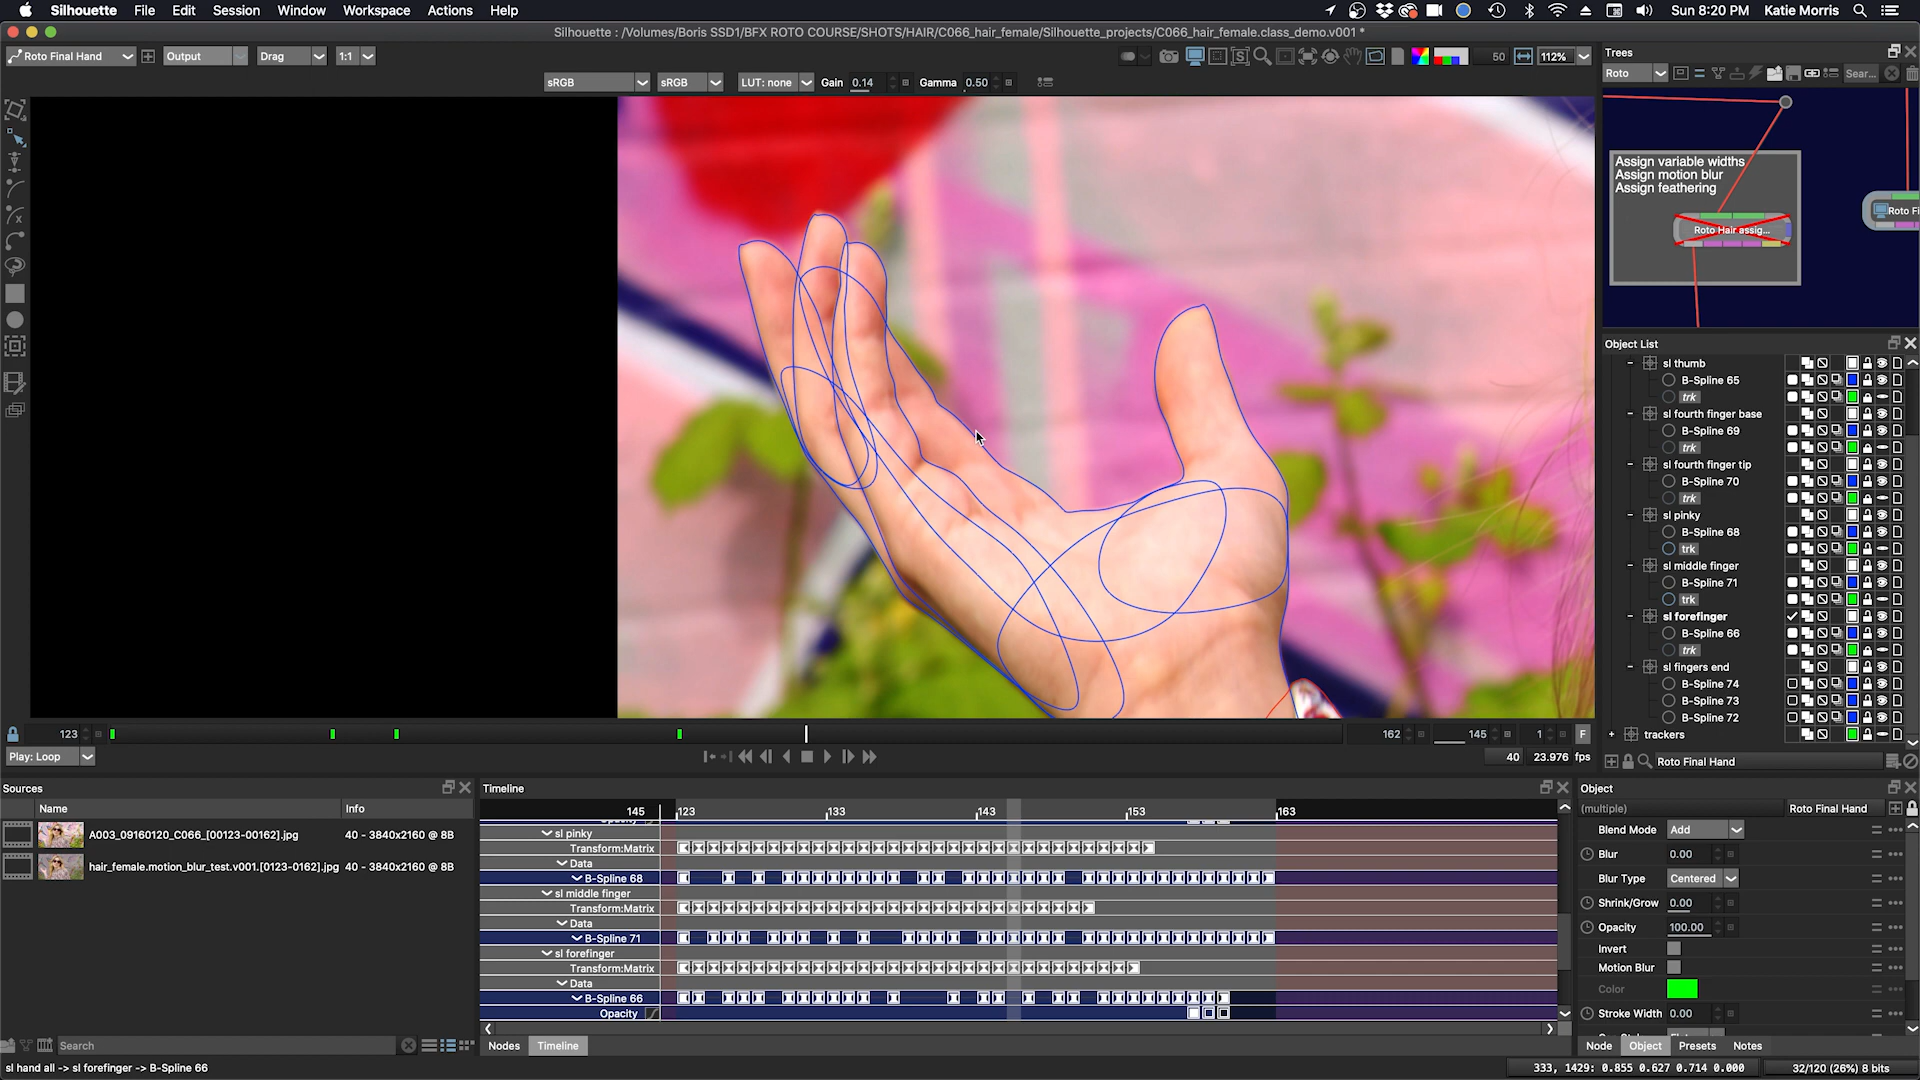 Silhouette File Edit Session Window Workspace Actions Help Sun 8:20 PM Katie Morris
Silhouette : /Volumes/Boris SSD1/BFX ROTO COURSE/SHOTS/HAIR/C066_hair_female/Silhouette_projects/C066_hair_female.class_demo.v001 *
Roto Final Hand Output Drag 1:1 50 112%
sRGB sRGB LUT: none Gain 0.14 Gamma 0.50
Trees
Roto Sear...
Assign variable widths
Assign motion blur
Assign feathering
Roto Fi
Roto Hair assig...
Object List
sl thumb
B-Spline 65
trk
sl fourth finger base
B-Spline 69
trk
sl fourth finger tip
B-Spline 70
trk
sl pinky
B-Spline 68
trk
sl middle finger
B-Spline 71
trk
sl forefinger
B-Spline 66
trk
sl fingers end
B-Spline 74
B-Spline 73
B-Spline 72
trackers
Roto Final Hand
123 162 145 1 F
Play: Loop 40 23.976 fps
Sources
Name Info
A003_09160120_C066_[00123-00162].jpg 40 - 3840x2160 @ 8B
hair_female.motion_blur_test.v001.[0123-0162].jpg 40 - 3840x2160 @ 8B
Search
Timeline
145 123 133 143 153 163
sl pinky
Transform:Matrix
Data
B-Spline 68
sl middle finger
Transform:Matrix
Data
B-Spline 71
sl forefinger
Transform:Matrix
Data
B-Spline 66
Opacity
Nodes Timeline
Object
(multiple) Roto Final Hand
Blend Mode Add
Blur 0.00
Blur Type Centered
Shrink/Grow 0.00
Opacity 100.00
Invert
Motion Blur
Color
Stroke Width 0.00
Node Object Presets Notes
sl hand all -> sl forefinger -> B-Spline 66
333, 1429: 0.855 0.627 0.714 0.000 32/120 (26%) 8 bits